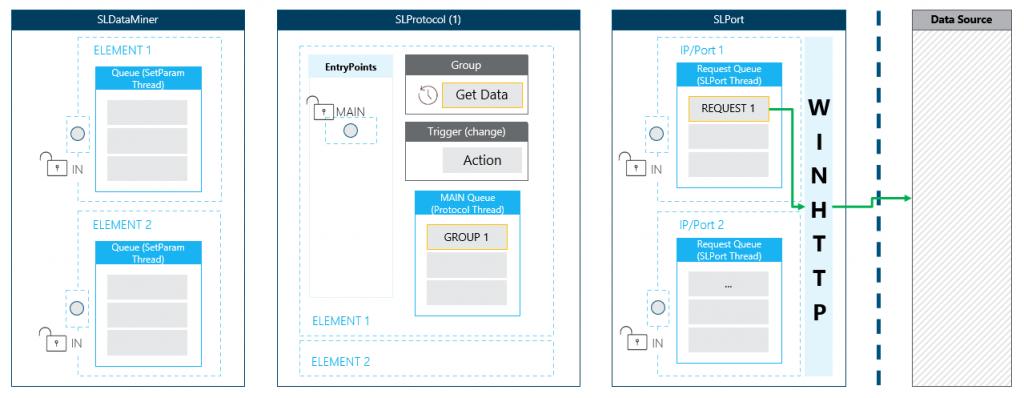 SLDataMiner
ELEMENT 1
Queue (SetParam
Thread)
IN
ELEMENT 2
Queue (SetParam
Thread)
IN
SLProtocol (1)
EntryPoints
MAIN
Group
Get Data
Trigger (change)
Action
MAIN Queue
(Protocol Thread)
GROUP 1
ELEMENT 1
ELEMENT 2
SLPort
IP/Port 1
Request Queue
(SLPort Thread)
REQUEST 1
IN
IP/Port 2
Request Queue
(SLPort Thread)
...
IN
W
I
N
H
T
T
P
Data Source